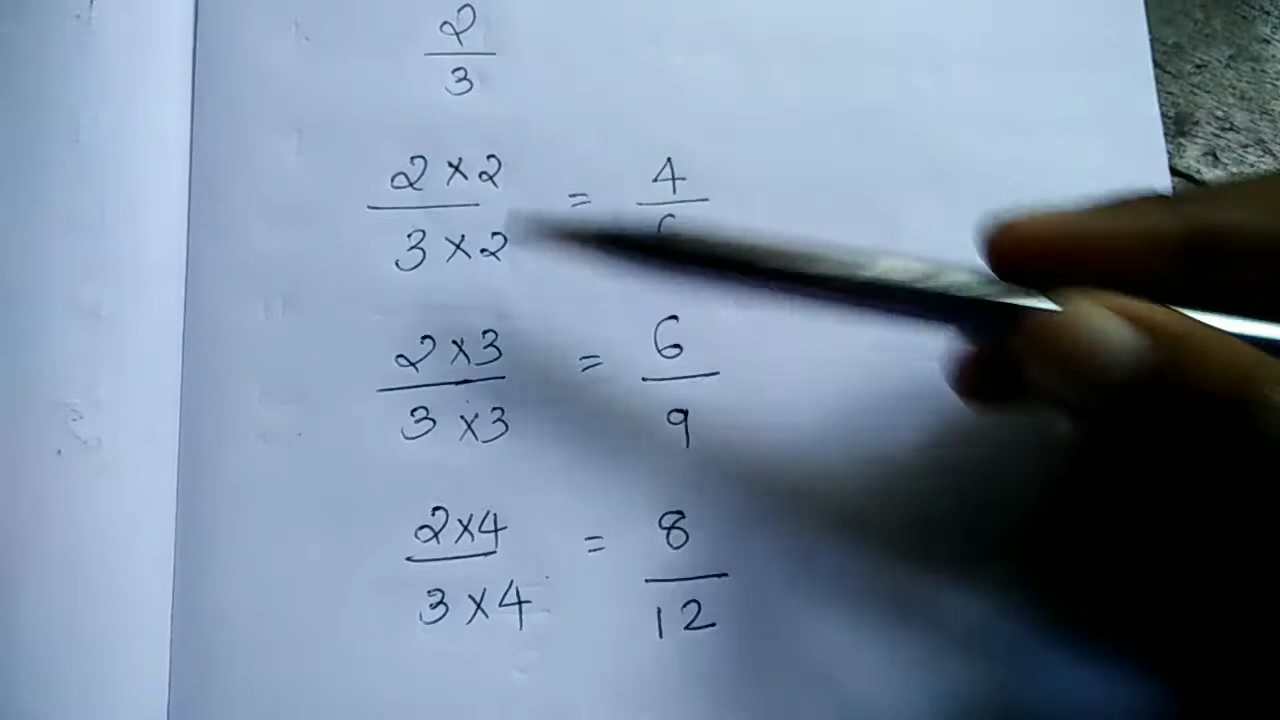 2
3
2 × 2 = 4
3 × 2
2 × 3 = 6
3 × 3 9
2 × 4 = 8
3 × 4 12